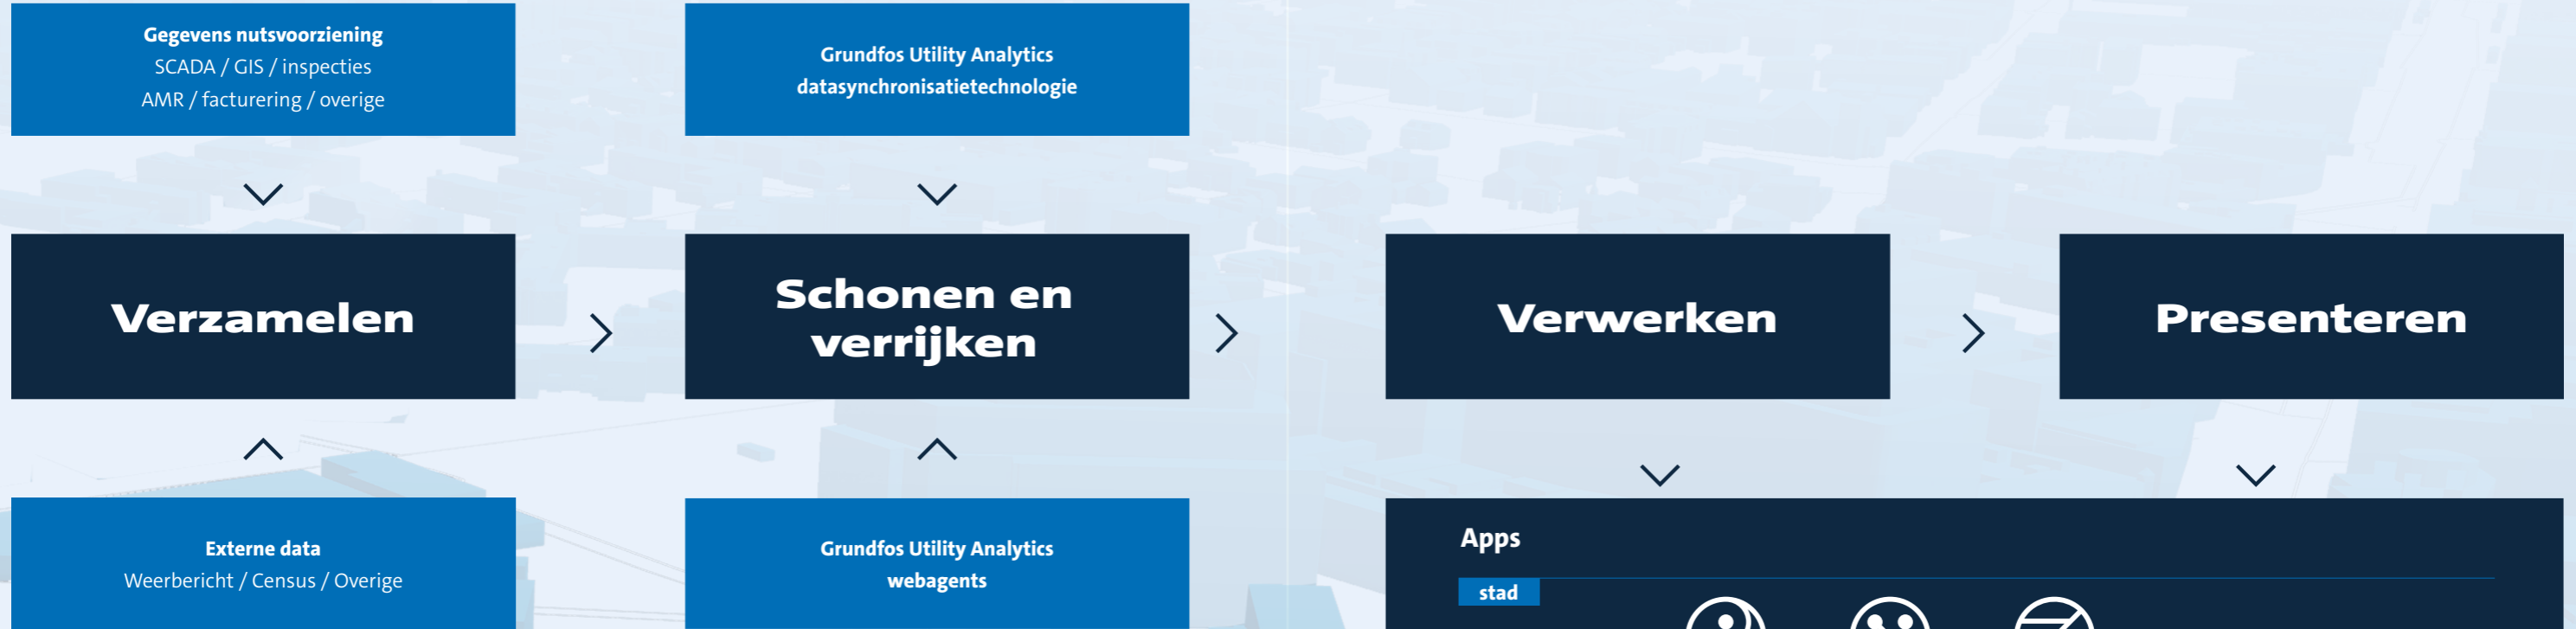 Gegevens nutsvoorziening
SCADA / GIS / inspecties
AMR / facturering / overige
Grundfos Utility Analytics
datasynchronisatietechnologie
Verzamelen
Schonen en
verrijken
Verwerken
Presenteren
Externe data
Weerbericht / Census / Overige
Grundfos Utility Analytics
webagents
Apps
stad